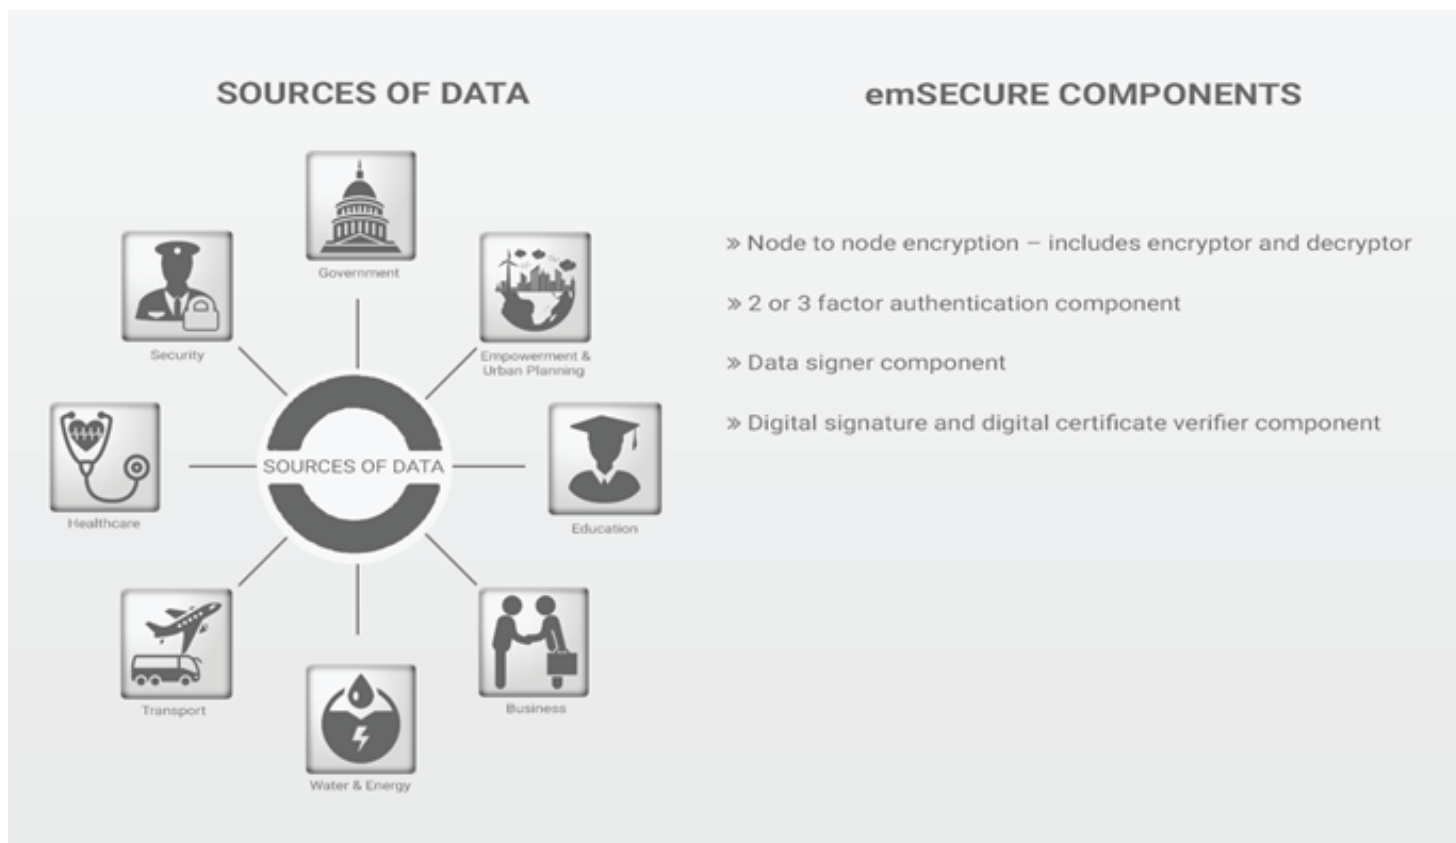 SOURCES OF DATA
Government
Security
Empowerment &
Urban Planning
SOURCES OF DATA
Healthcare
Education
Transport
Business
Water & Energy
emSECURE COMPONENTS
» Node to node encryption – includes encryptor and decryptor
» 2 or 3 factor authentication component
» Data signer component
» Digital signature and digital certificate verifier component